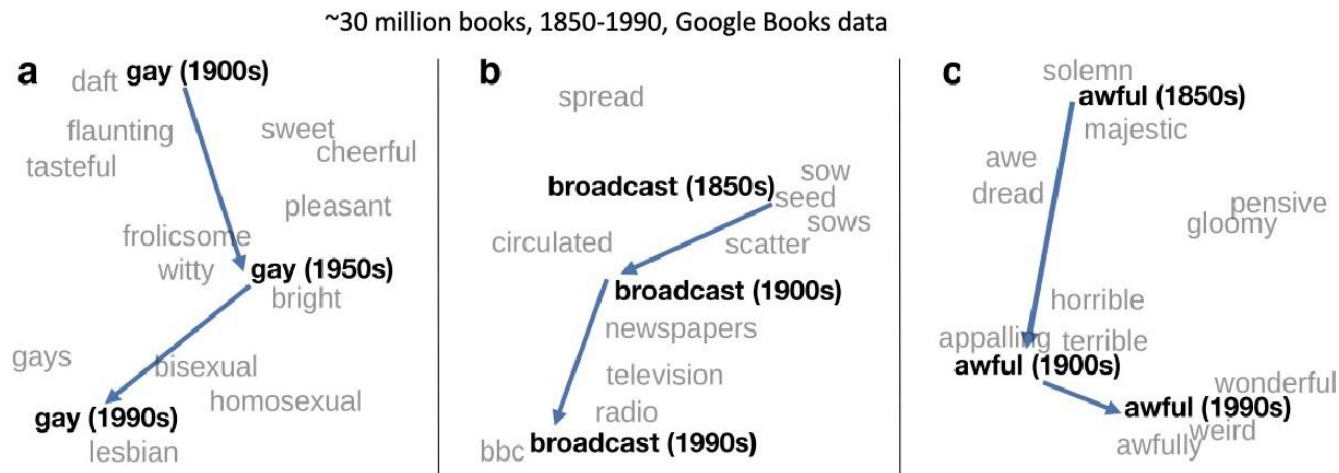 ~30 million books, 1850-1990, Google Books data
a
daft gay (1900s)
flaunting
sweet
tasteful
cheerful
pleasant
frolicsome
witty
gay (1950s)
bright
gays
bisexual
homosexual
gay (1990s)
lesbian
b
spread
broadcast (1850s)
sow
seed
sows
circulated
scatter
broadcast (1900s)
newspapers
television
radio
bbc broadcast (1990s)
c
solemn
awful (1850s)
majestic
awe
dread
pensive
gloomy
horrible
appalling terrible
awful (1900s)
wonderful
awful (1990s)
weird
awfully